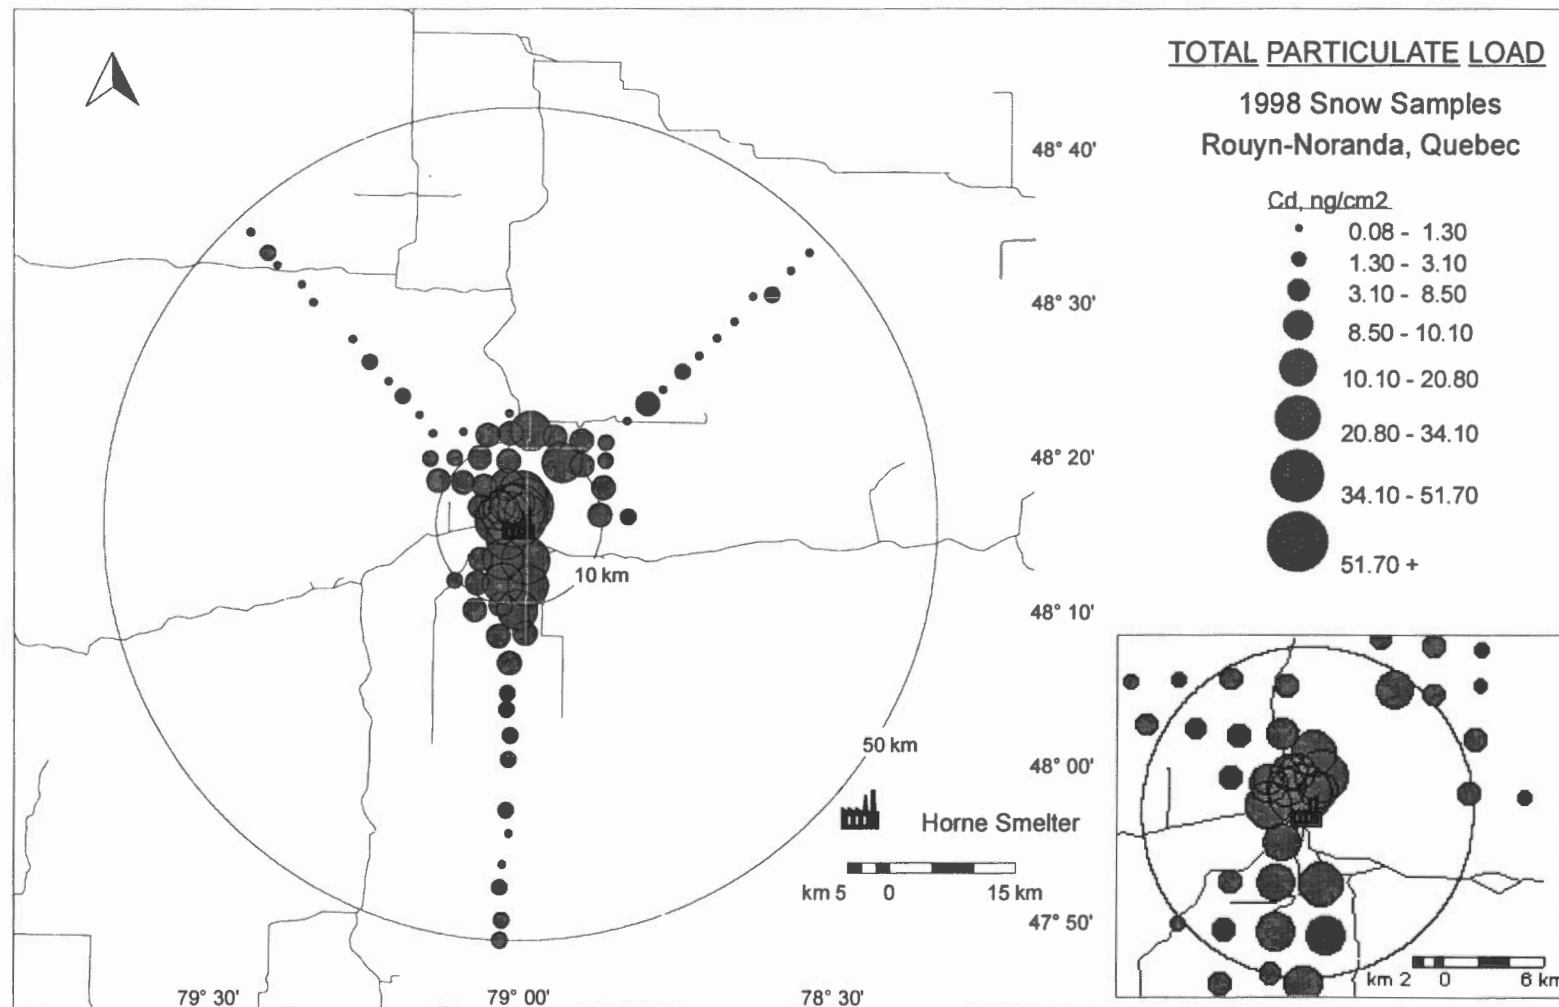 TOTAL PARTICULATE LOAD
1998 Snow Samples
Rouyn-Noranda, Quebec
Cd, ng/cm2
0.08 - 1.30
1.30 - 3.10
3.10 - 8.50
8.50 - 10.10
10.10 - 20.80
20.80 - 34.10
34.10 - 51.70
51.70 +
48° 40'
48° 30'
48° 20'
48° 10'
48° 00'
47° 50'
10 km
50 km
Horne Smelter
km 5 0 15 km
79° 30' 79° 00' 78° 30'
km 2 0 6 km